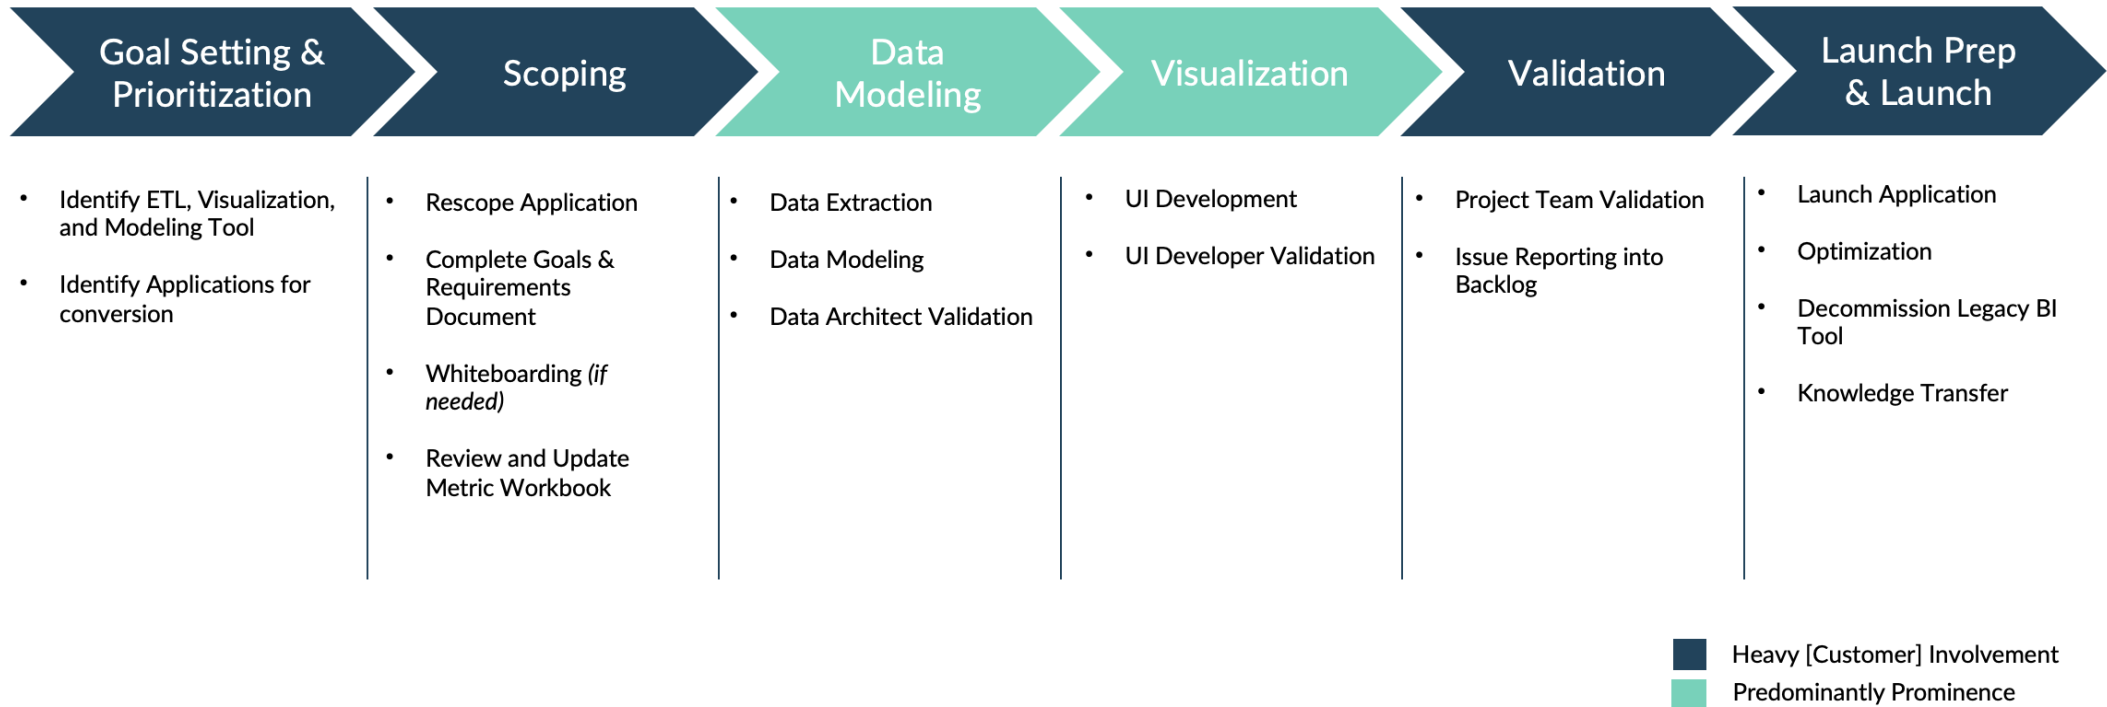 Goal Setting &
Prioritization
Scoping
Data
Modeling
Visualization
Validation
Launch Prep
& Launch
• Identify ETL, Visualization,
and Modeling Tool
• Identify Applications for
conversion
• Rescope Application
• Complete Goals &
Requirements
Document
• Whiteboarding (if
needed)
• Review and Update
Metric Workbook
• Data Extraction
• Data Modeling
• Data Architect Validation
• UI Development
• UI Developer Validation
• Project Team Validation
• Issue Reporting into
Backlog
• Launch Application
• Optimization
• Decommission Legacy BI
Tool
• Knowledge Transfer
Heavy [Customer] Involvement
Predominantly Prominence